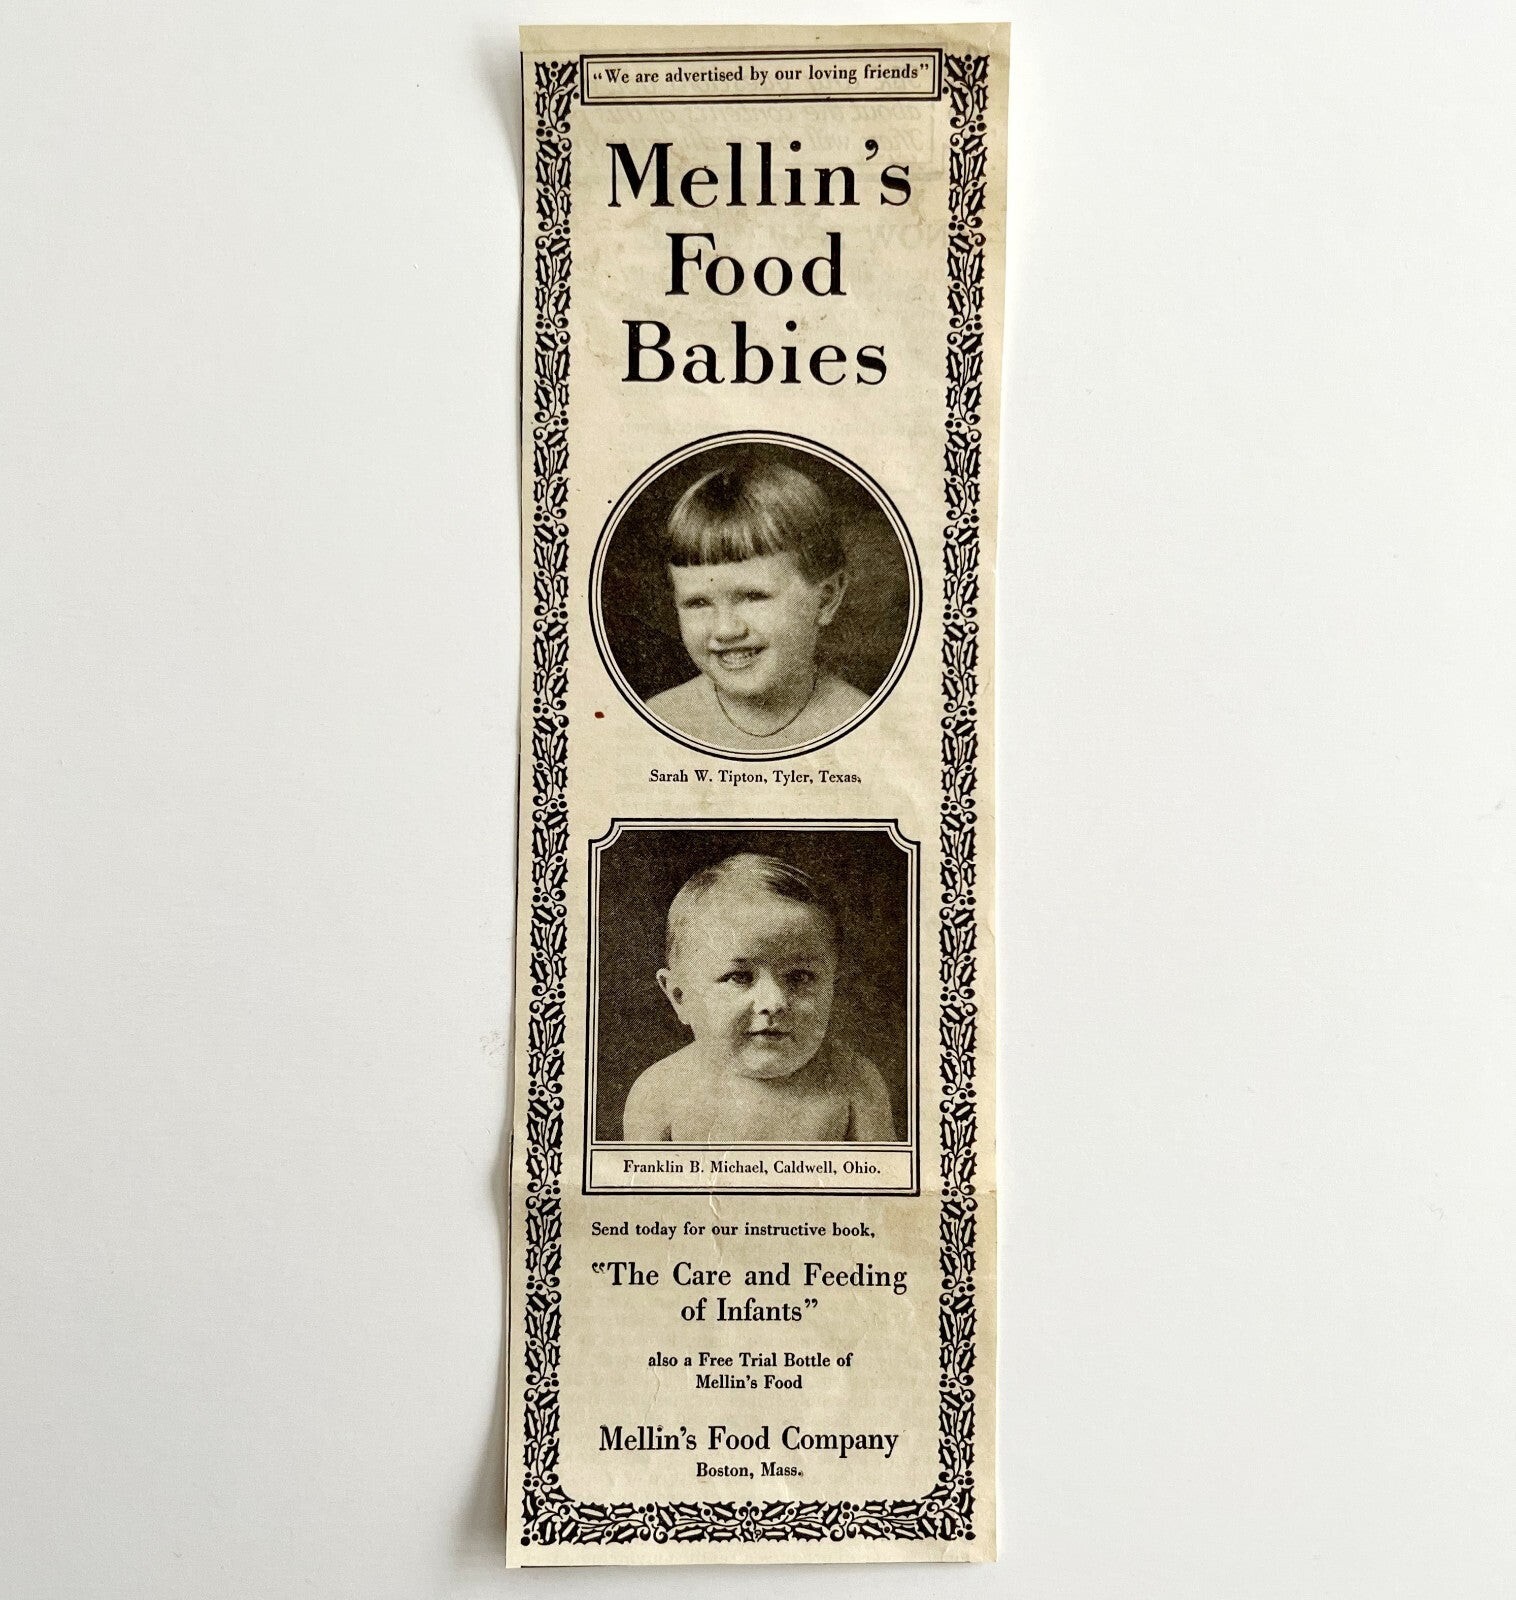 "We are advertised by our loving friends"
Mellin's
Food
Babies
Sarah W. Tipton, Tyler, Texas.
Franklin B. Michael, Caldwell, Ohio.
Send today for our instructive book,
"The Care and Feeding
of Infants"
also a Free Trial Bottle of
Mellin's Food
Mellin's Food Company
Boston, Mass.